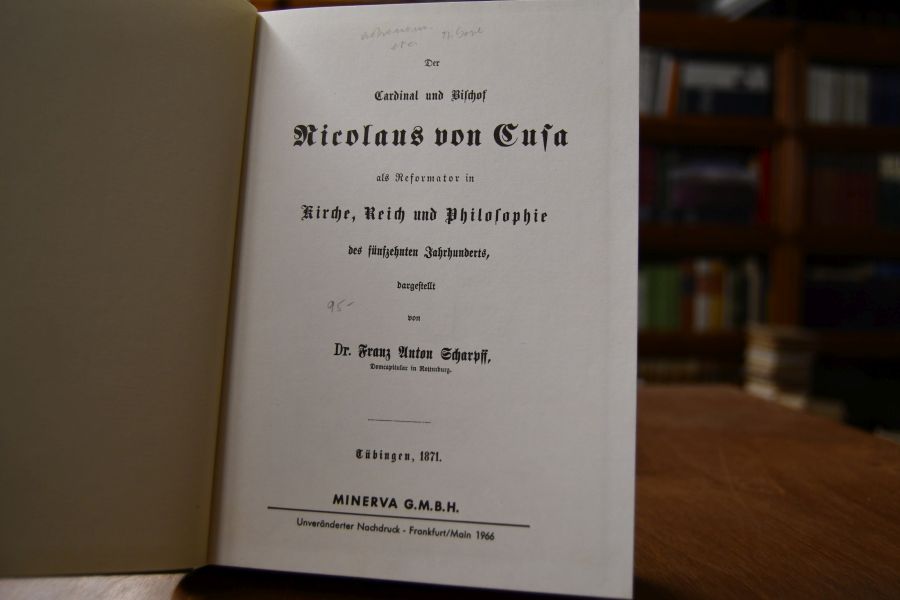 Der
Cardinal und Biſchof
Nicolaus von Cuſa
als Reformator in
Kirche, Reich und Philoſophie
des fünfzehnten Jahrhunderts,
dargeſtellt
95-
von
Dr. Franz Anton Scharpff,
Domcapitular in Rottenburg.
Tübingen, 1871.
MINERVA G.M.B.H.
Unveränderter Nachdruck - Frankfurt/Main 1966